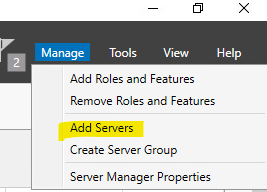 2 Manage Tools View Help
Add Roles and Features
Remove Roles and Features
Add Servers
Create Server Group
Server Manager Properties